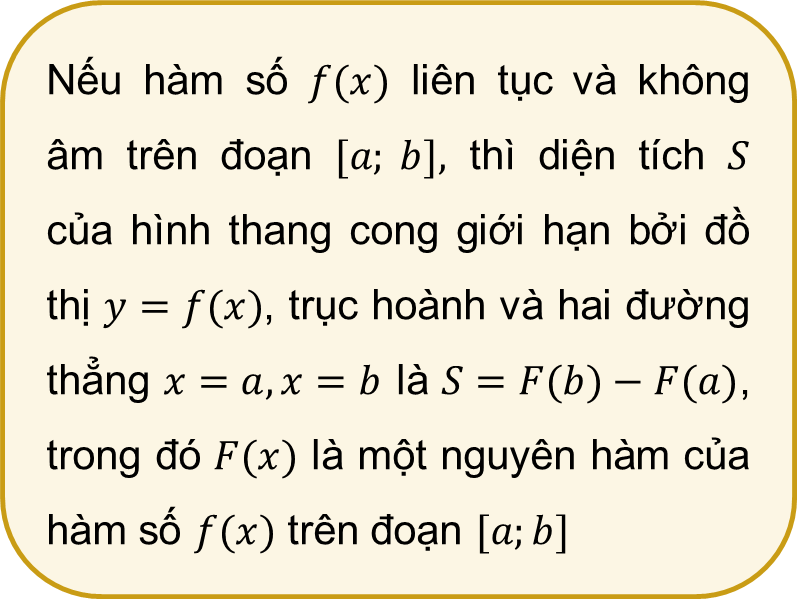 Nếu hàm số 𝑓(𝑥) liên tục và không
âm trên đoạn [𝑎; 𝑏], thì diện tích 𝑆
của hình thang cong giới hạn bởi đồ
thị 𝑦 = 𝑓(𝑥), trục hoành và hai đường
thẳng 𝑥 = 𝑎, 𝑥 = 𝑏 là 𝑆 = 𝐹(𝑏) − 𝐹(𝑎),
trong đó 𝐹(𝑥) là một nguyên hàm của
hàm số 𝑓(𝑥) trên đoạn [𝑎; 𝑏]